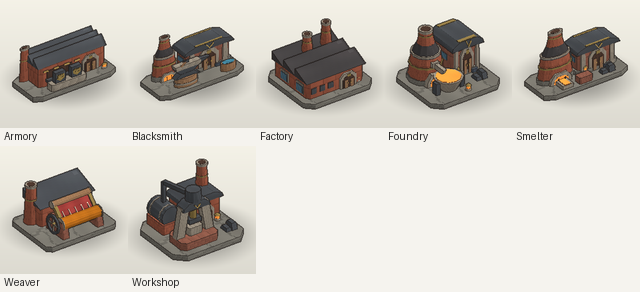 Armory
Blacksmith
Factory
Foundry
Smelter
Weaver
Workshop